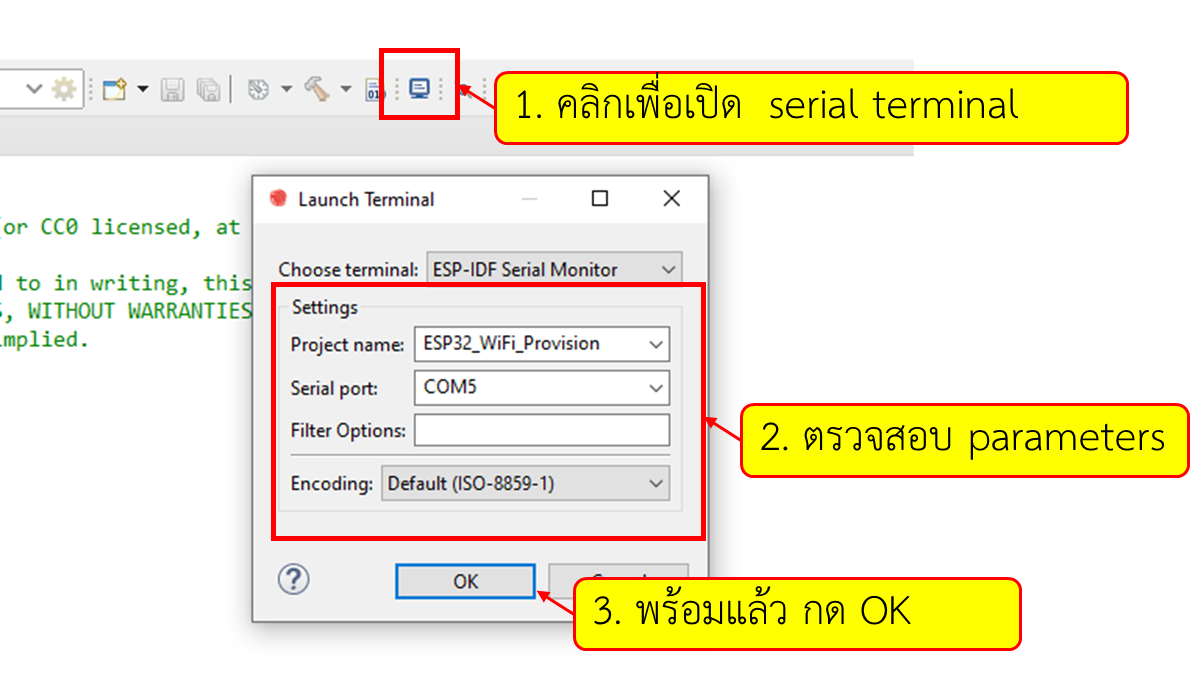 1. คลิกเพื่อเปิด serial terminal
Launch Terminal
or CC0 licensed, at
Choose terminal: ESP-IDF Serial Monitor
to in writing, this
Settings
, WITHOUT WARRANTIES
implied.
Project name: ESP32_WiFi_Provision
Serial port: COM5
Filter Options:
2. ตรวจสอบ parameters
Encoding: Default (ISO-8859-1)
OK
3. พร้อมแล้ว กด OK